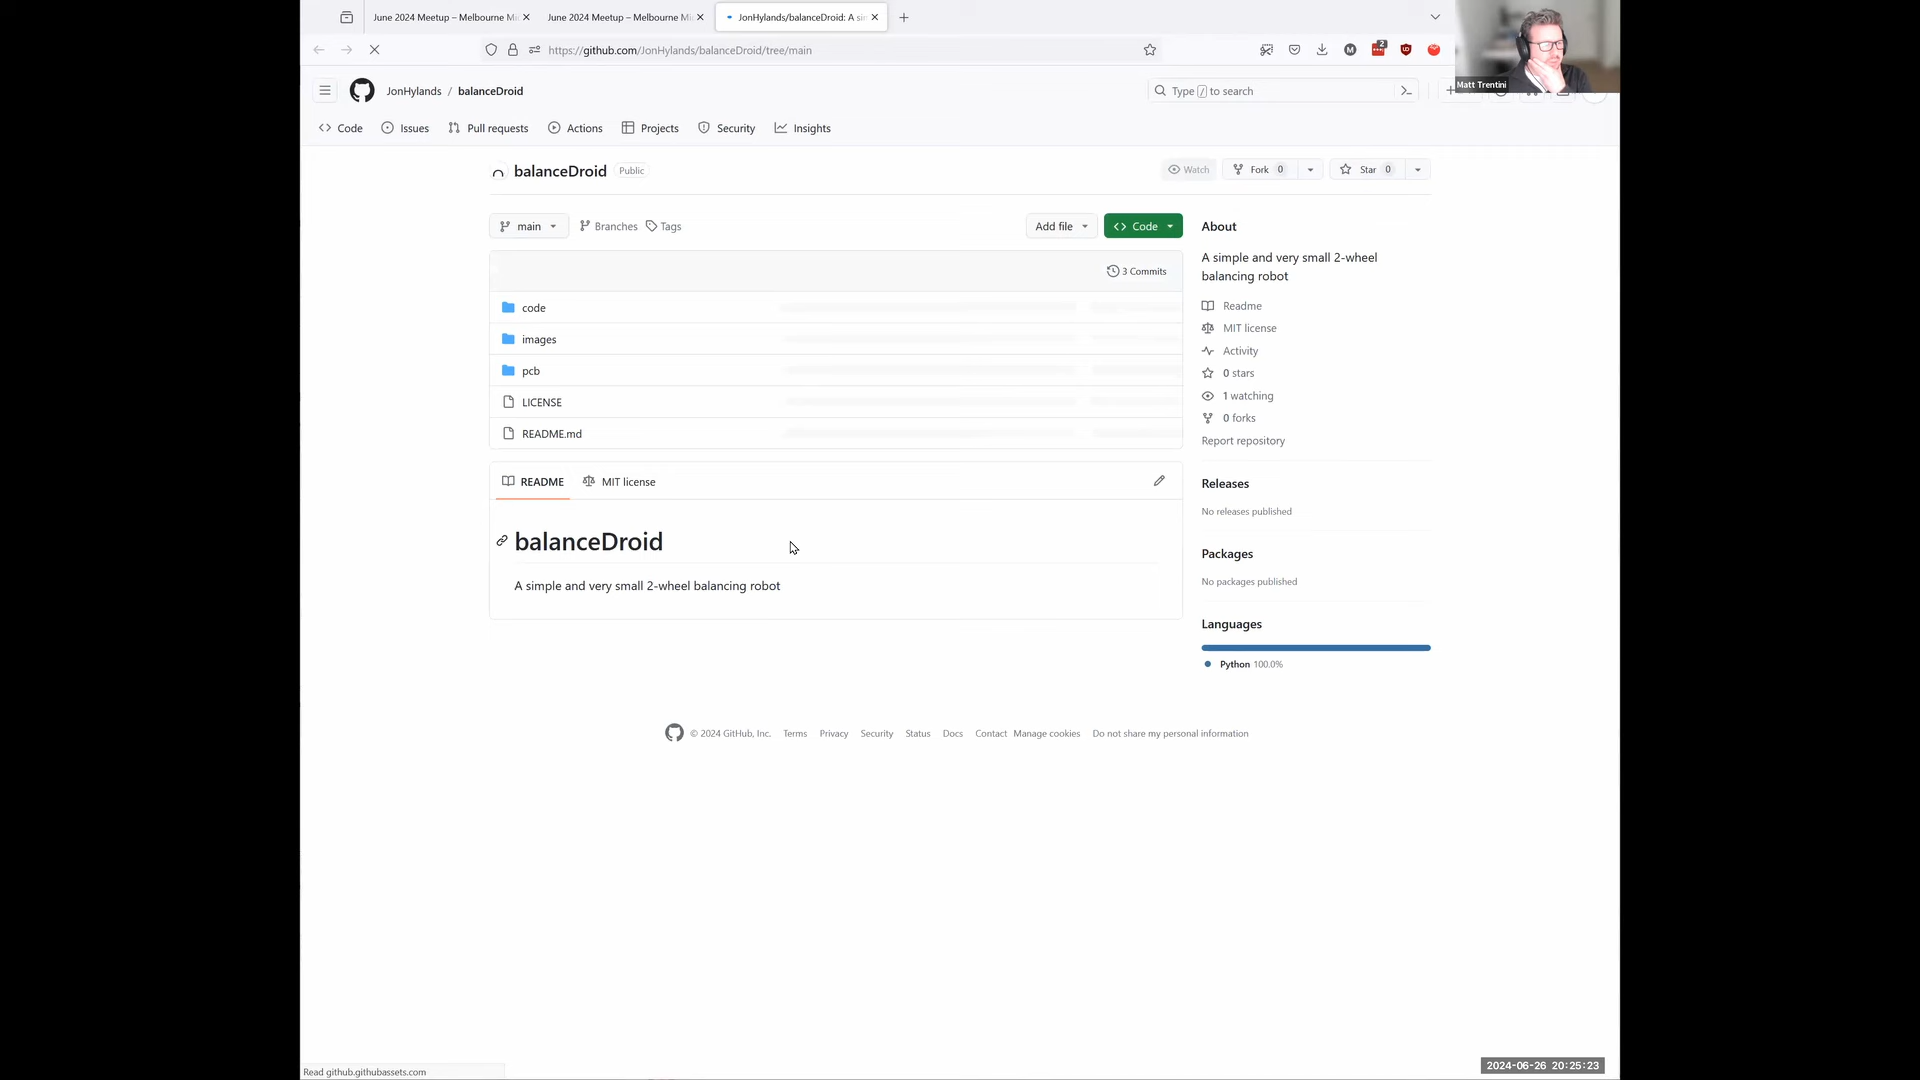 June 2024 Meetup – Melbourne Mi
June 2024 Meetup – Melbourne Mi
JonHylands/balanceDroid: A si
https://github.com/JonHylands/balanceDroid/tree/main
2
Matt Trentini
JonHylands / balanceDroid
Type / to search
Code
Issues
Pull requests
Actions
Projects
Security
Insights
balanceDroid
Public
Watch
Fork 0
Star 0
main
Branches
Tags
Add file
Code
3 Commits
code
images
pcb
LICENSE
README.md
README
MIT license
balanceDroid
A simple and very small 2-wheel balancing robot
About
A simple and very small 2-wheel
balancing robot
Readme
MIT license
Activity
0 stars
1 watching
0 forks
Report repository
Releases
No releases published
Packages
No packages published
Languages
Python 100.0%
© 2024 GitHub, Inc.
Terms
Privacy
Security
Status
Docs
Contact
Manage cookies
Do not share my personal information
Read github.githubassets.com
2024-06-26 20:25:23